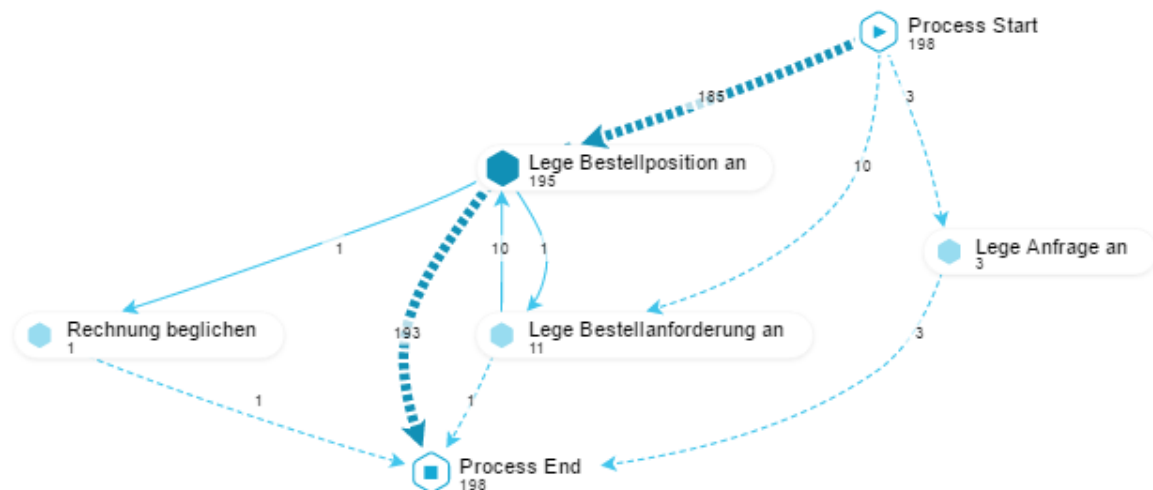 Process Start
198
185
3
Lege Bestellposition an
195
10
1
10
1
Lege Anfrage an
3
Rechnung beglichen
1
193
Lege Bestellanforderung an
11
3
1
1
Process End
198